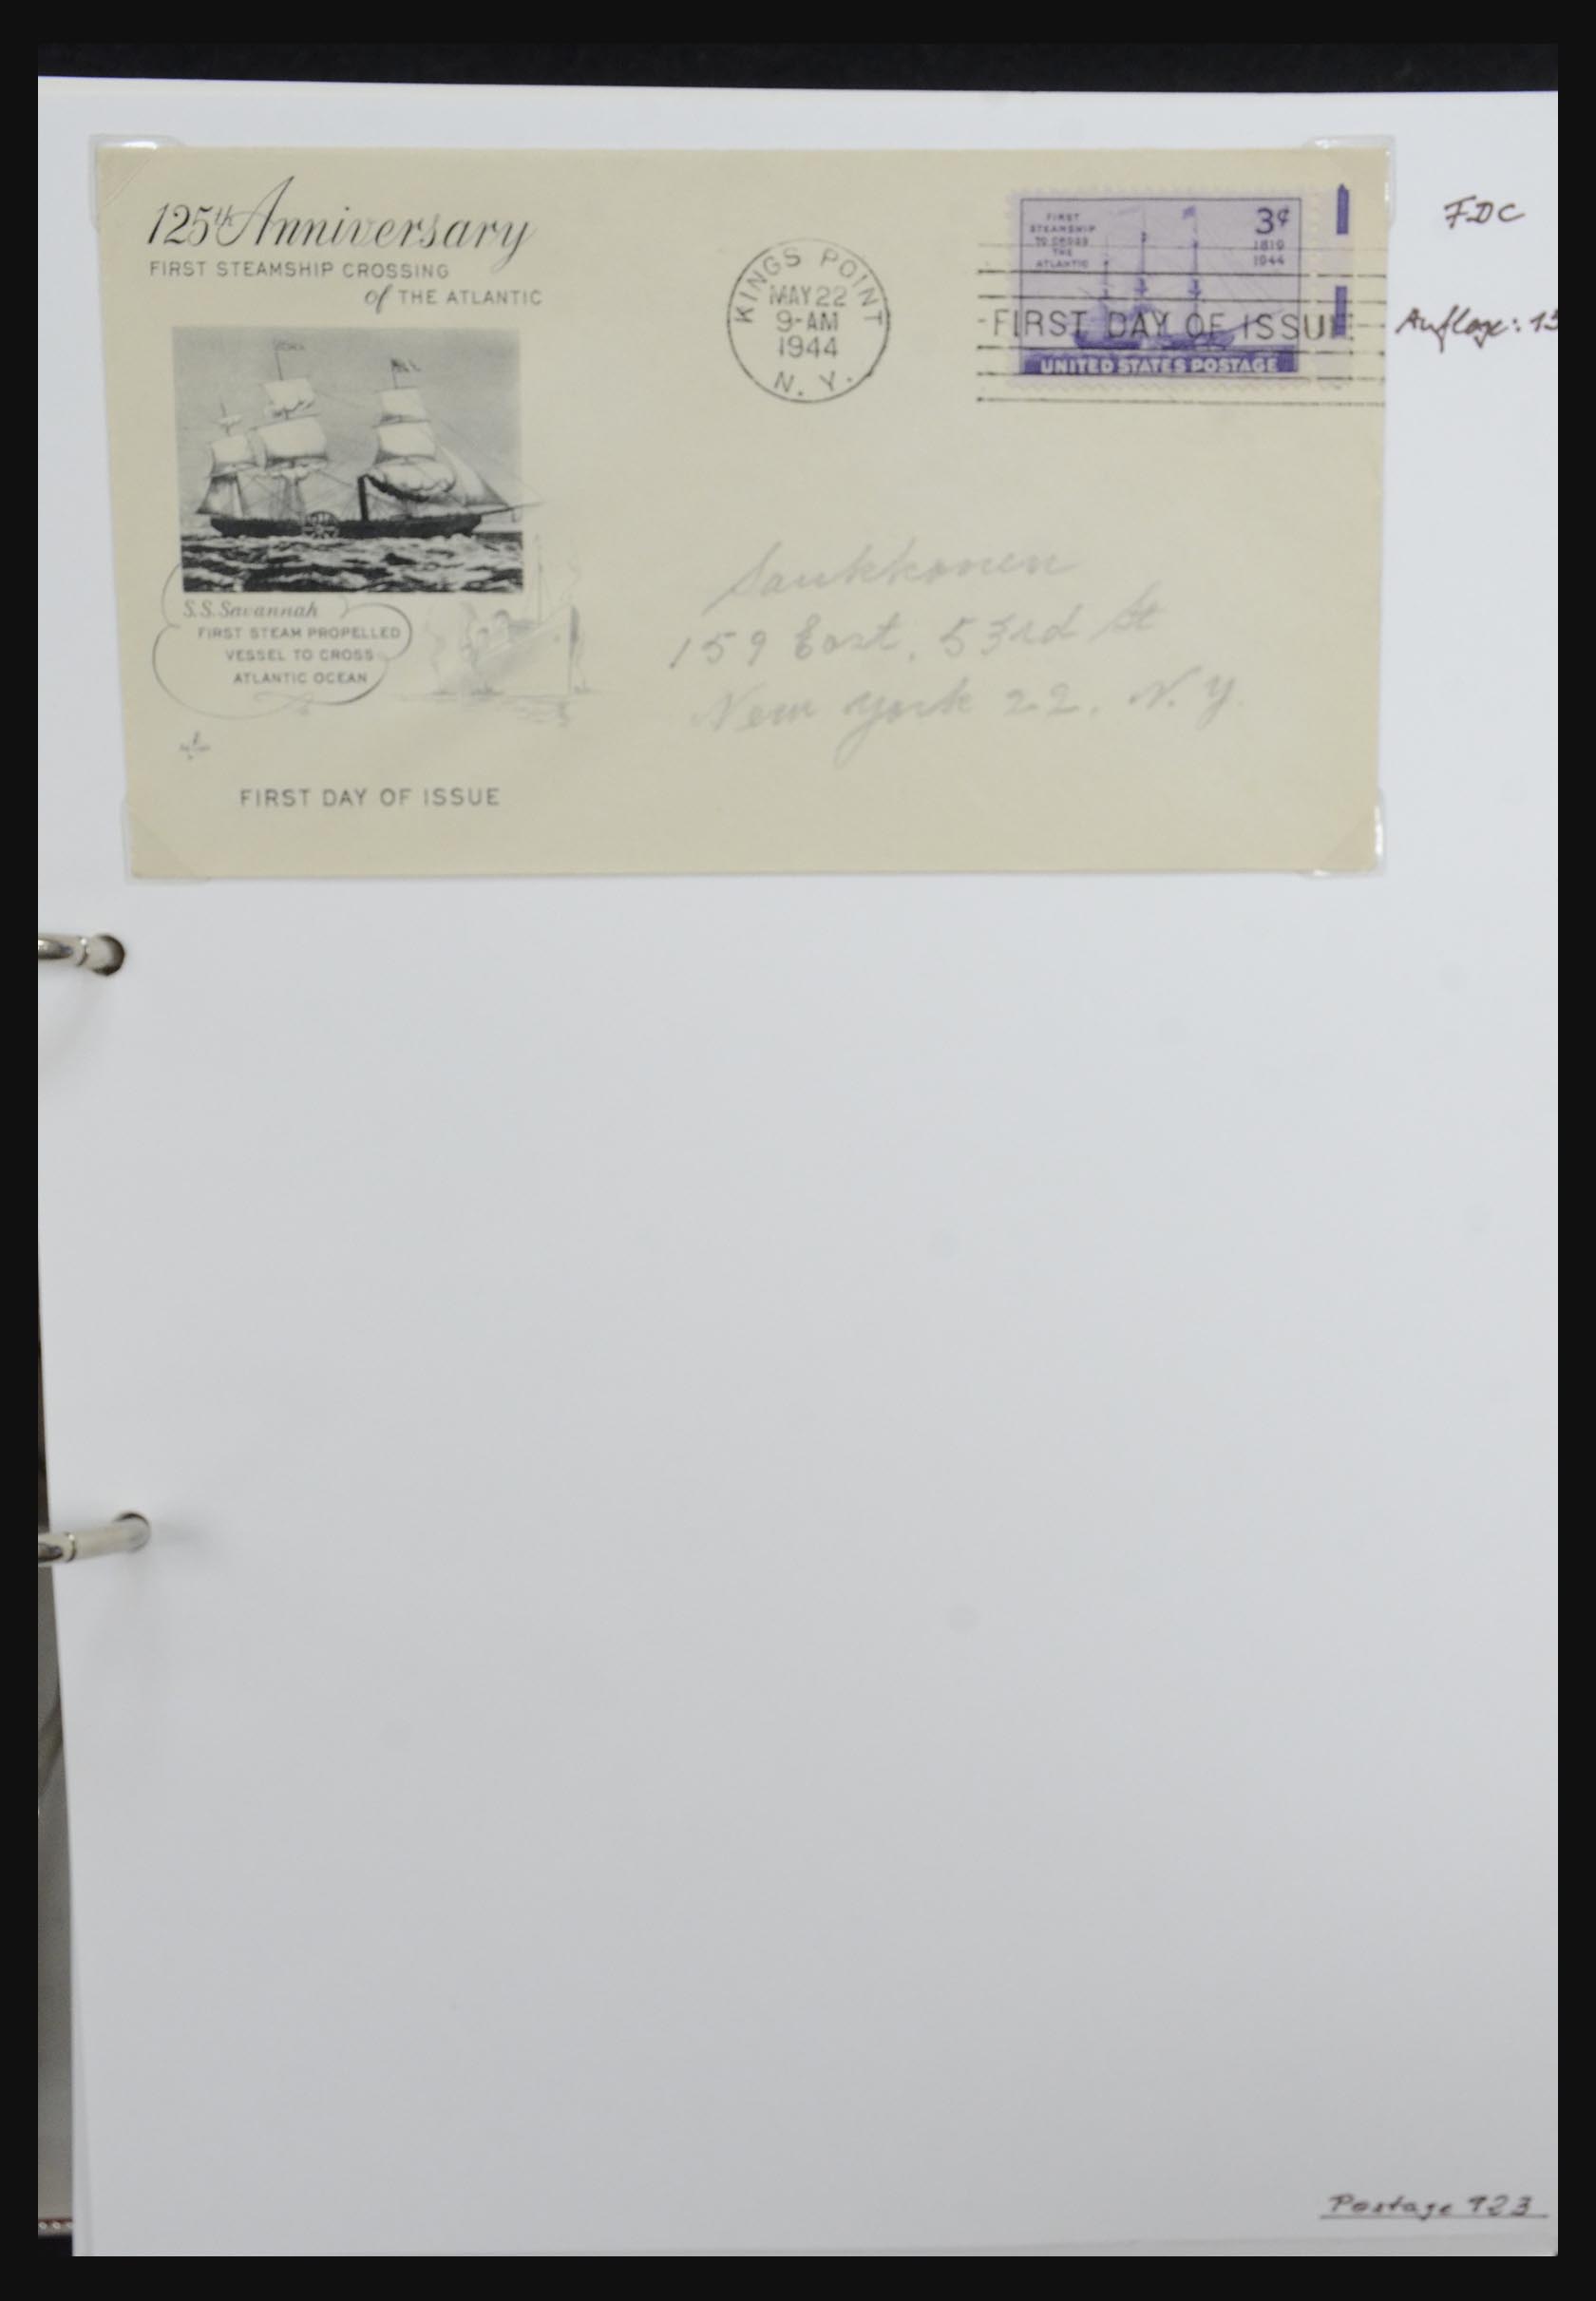 125th Anniversary
FIRST STEAMSHIP CROSSING
of THE ATLANTIC
S.S. Savannah
FIRST STEAM PROPELLED
VESSEL TO CROSS
ATLANTIC OCEAN
FIRST DAY OF ISSUE
KINGS POINT
MAY 22
9-AM
1944
N. Y.
FIRST
STEAMSHIP
TO CROSS
THE
ATLANTIC
3¢
1819
1944
-FIRST DAY OF ISSUE
UNITED STATES POSTAGE
Saukkonen
159 East. 53rd St
New York 22. N.Y.
FDC
Auflage: 15
Postage 923